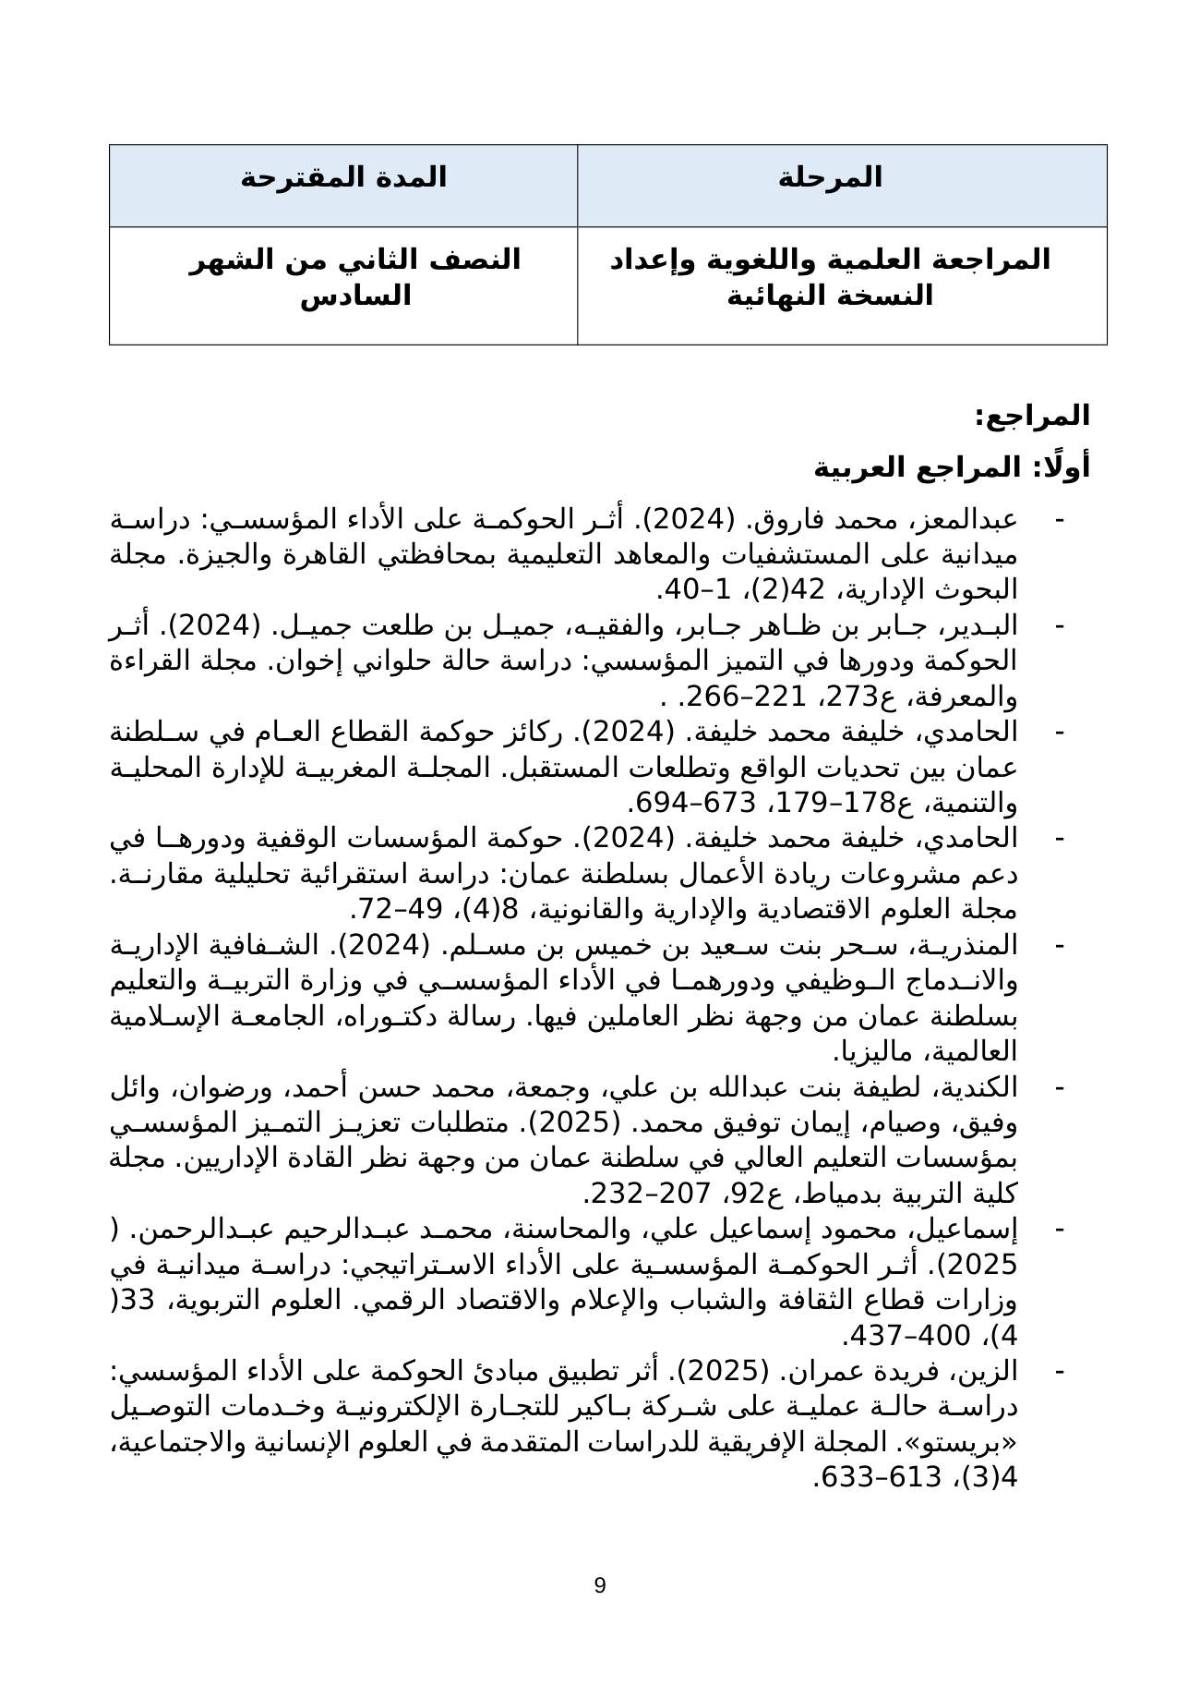 المرحلة
المدة المقترحة
المراجعة العلمية واللغوية وإعداد
النسخة النهائية
النصف الثاني من الشهر
السادس
المراجع:
أولًا: المراجع العربية
- عبدالمعز، محمد فاروق. (2024). أثر الحوكمة على الأداء المؤسسي: دراسة
ميدانية على المستشفيات والمعاهد التعليمية بمحافظتي القاهرة والجيزة. مجلة
البحوث الإدارية، 42(2)، 1–40.
- البدير، جابر بن ظاهر جابر، والفقيه، جميل بن طلعت جميل. (2024). أثر
الحوكمة ودورها في التميز المؤسسي: دراسة حالة حلواني إخوان. مجلة القراءة
والمعرفة، ع273، 221–266. .
- الحامدي، خليفة محمد خليفة. (2024). ركائز حوكمة القطاع العام في سلطنة
عمان بين تحديات الواقع وتطلعات المستقبل. المجلة المغربية للإدارة المحلية
والتنمية، ع178–179، 673–694.
- الحامدي، خليفة محمد خليفة. (2024). حوكمة المؤسسات الوقفية ودورها في
دعم مشروعات ريادة الأعمال بسلطنة عمان: دراسة استقرائية تحليلية مقارنة.
مجلة العلوم الاقتصادية والإدارية والقانونية، 8(4)، 49–72.
- المنذرية، سحر بنت سعيد بن خميس بن مسلم. (2024). الشفافية الإدارية
والاندماج الوظيفي ودورهما في الأداء المؤسسي في وزارة التربية والتعليم
بسلطنة عمان من وجهة نظر العاملين فيها. رسالة دكتوراه، الجامعة الإسلامية
العالمية، ماليزيا.
- الكندية، لطيفة بنت عبدالله بن علي، وجمعة، محمد حسن أحمد، ورضوان، وائل
وفيق، وصيام، إيمان توفيق محمد. (2025). متطلبات تعزيز التميز المؤسسي
بمؤسسات التعليم العالي في سلطنة عمان من وجهة نظر القادة الإداريين. مجلة
كلية التربية بدمياط، ع92، 207–232.
- إسماعيل، محمود إسماعيل علي، والمحاسنة، محمد عبدالرحيم عبدالرحمن. (
2025). أثر الحوكمة المؤسسية على الأداء الاستراتيجي: دراسة ميدانية في
وزارات قطاع الثقافة والشباب والإعلام والاقتصاد الرقمي. العلوم التربوية، 33(
4)، 400–437.
- الزين، فريدة عمران. (2025). أثر تطبيق مبادئ الحوكمة على الأداء المؤسسي:
دراسة حالة عملية على شركة باكير للتجارة الإلكترونية وخدمات التوصيل
«بريستو». المجلة الإفريقية للدراسات المتقدمة في العلوم الإنسانية والاجتماعية،
4(3)، 613–633.
9